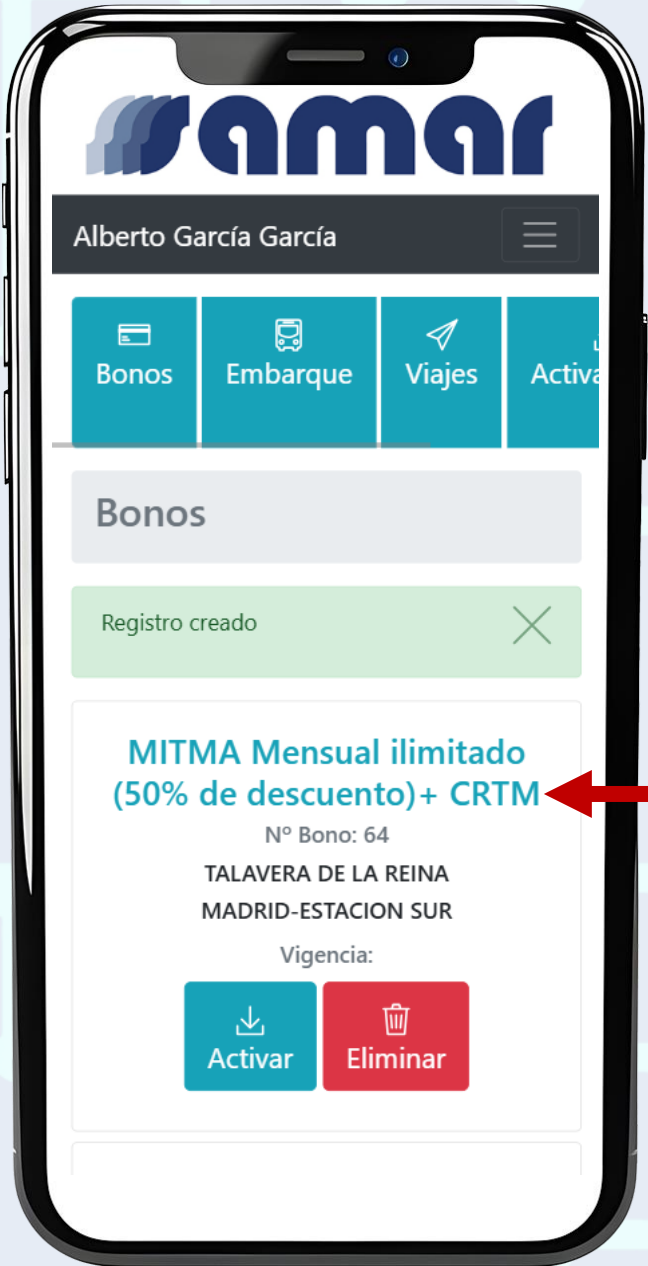 samar
Alberto García García
Bonos
Embarque
Viajes
Activa
Bonos
Registro creado
MITMA Mensual ilimitado
(50% de descuento)+ CRTM
Nº Bono: 64
TALAVERA DE LA REINA
MADRID-ESTACION SUR
Vigencia:
Activar
Eliminar